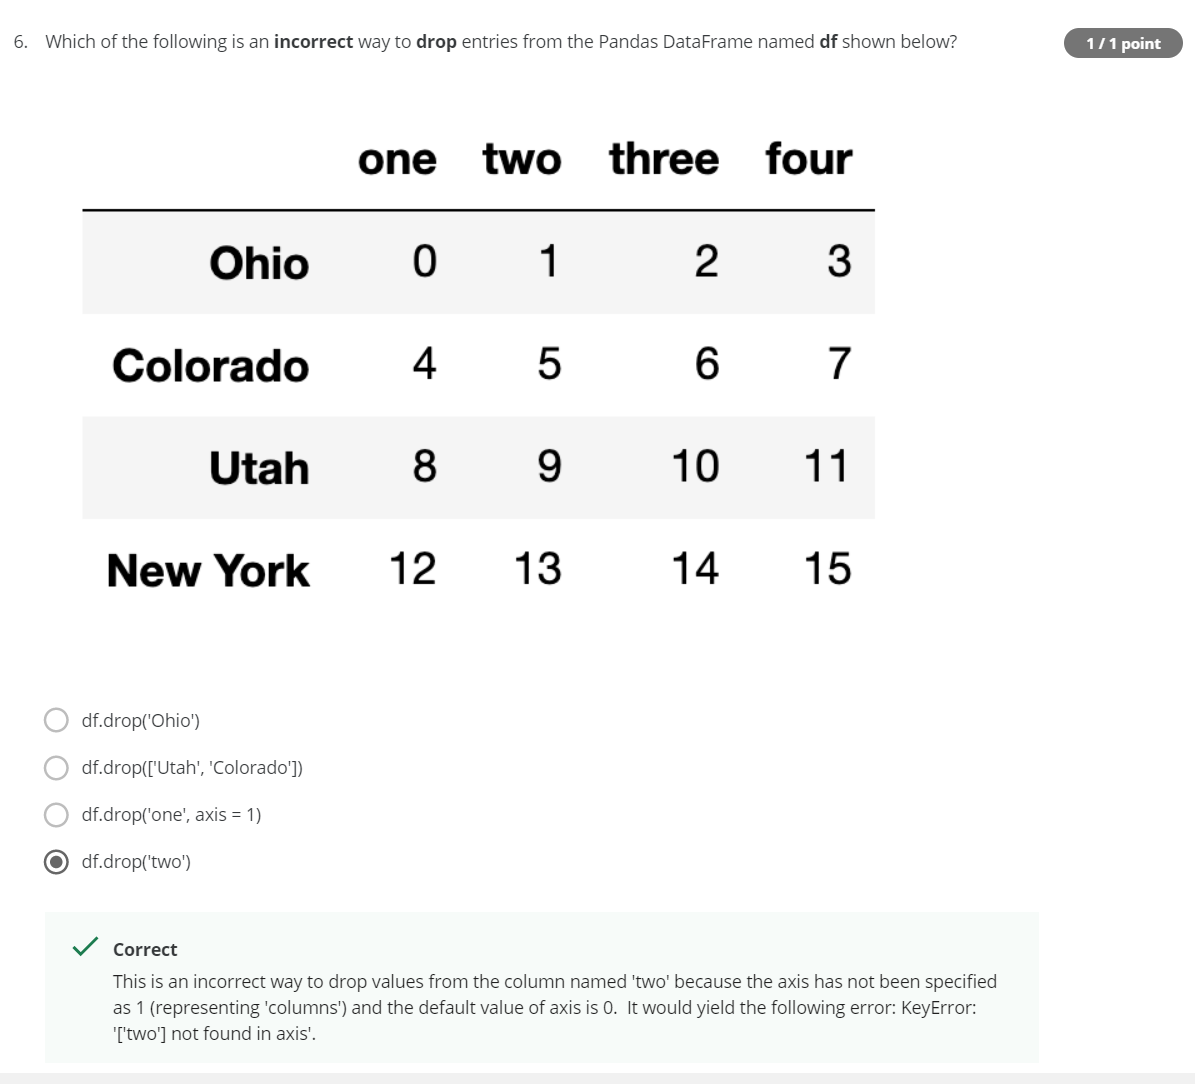 6. Which of the following is an incorrect way to drop entries from the Pandas DataFrame named df shown below?
1 / 1 point
one two three four
Ohio 0 1 2 3
Colorado 4 5 6 7
Utah 8 9 10 11
New York 12 13 14 15
df.drop('Ohio')
df.drop(['Utah', 'Colorado'])
df.drop('one', axis = 1)
df.drop('two')
Correct
This is an incorrect way to drop values from the column named 'two' because the axis has not been specified
as 1 (representing 'columns') and the default value of axis is 0. It would yield the following error: KeyError:
'['two'] not found in axis'.